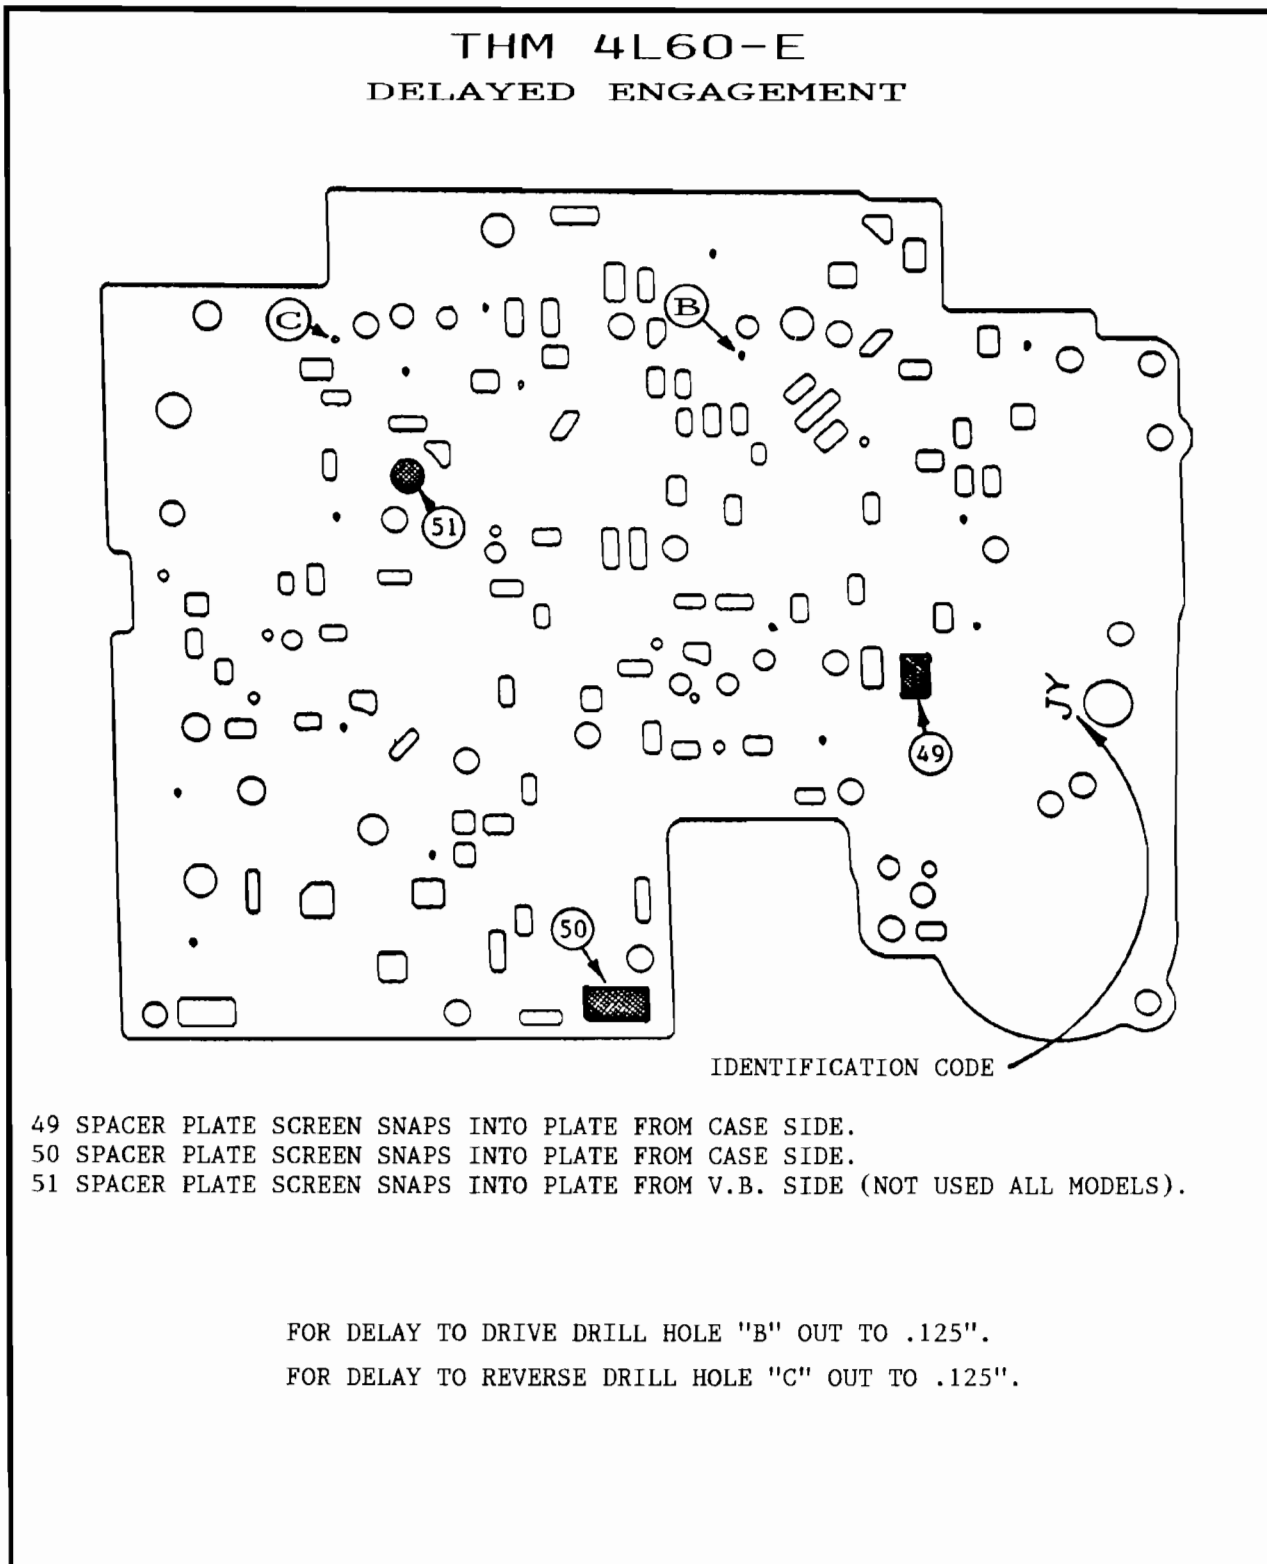 THM 4L60-E
DELAYED ENGAGEMENT
C
B
51
JY
49
50
IDENTIFICATION CODE
49 SPACER PLATE SCREEN SNAPS INTO PLATE FROM CASE SIDE.
50 SPACER PLATE SCREEN SNAPS INTO PLATE FROM CASE SIDE.
51 SPACER PLATE SCREEN SNAPS INTO PLATE FROM V.B. SIDE (NOT USED ALL MODELS).
FOR DELAY TO DRIVE DRILL HOLE "B" OUT TO .125".
FOR DELAY TO REVERSE DRILL HOLE "C" OUT TO .125".